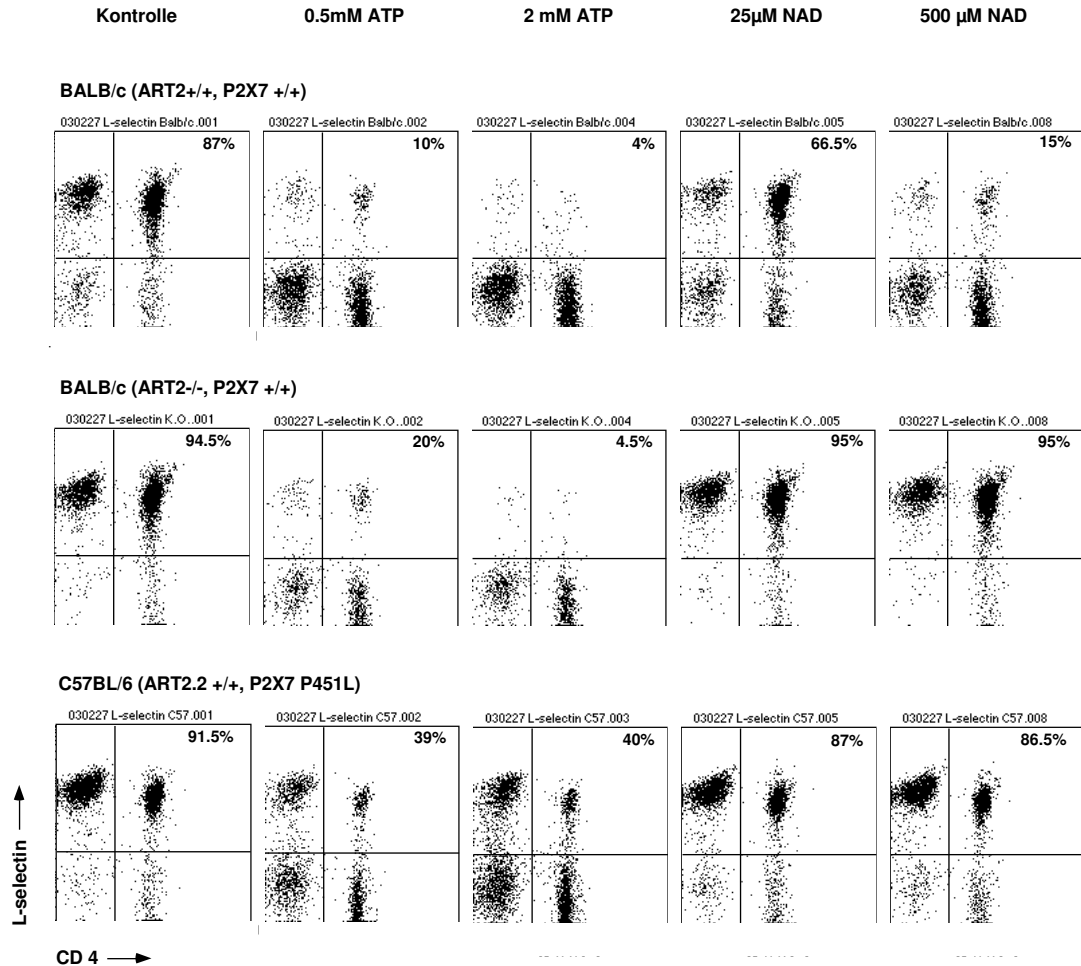 Kontrolle 0.5mM ATP 2 mM ATP 25µM NAD 500 µM NAD
BALB/c (ART2+/+, P2X7 +/+)
030227 L-selectin Balb/c.001 030227 L-selectin Balb/c.002 030227 L-selectin Balb/c.004 030227 L-selectin Balb/c.005 030227 L-selectin Balb/c.008
87% 10% 4% 66.5% 15%
BALB/c (ART2-/-, P2X7 +/+)
030227 L-selectin K.O..001 030227 L-selectin K.O..002 030227 L-selectin K.O..004 030227 L-selectin K.O..005 030227 L-selectin K.O..008
94.5% 20% 4.5% 95% 95%
C57BL/6 (ART2.2 +/+, P2X7 P451L)
030227 L-selectin C57.001 030227 L-selectin C57.002 030227 L-selectin C57.003 030227 L-selectin C57.005 030227 L-selectin C57.008
91.5% 39% 40% 87% 86.5%
L-selectin
CD 4